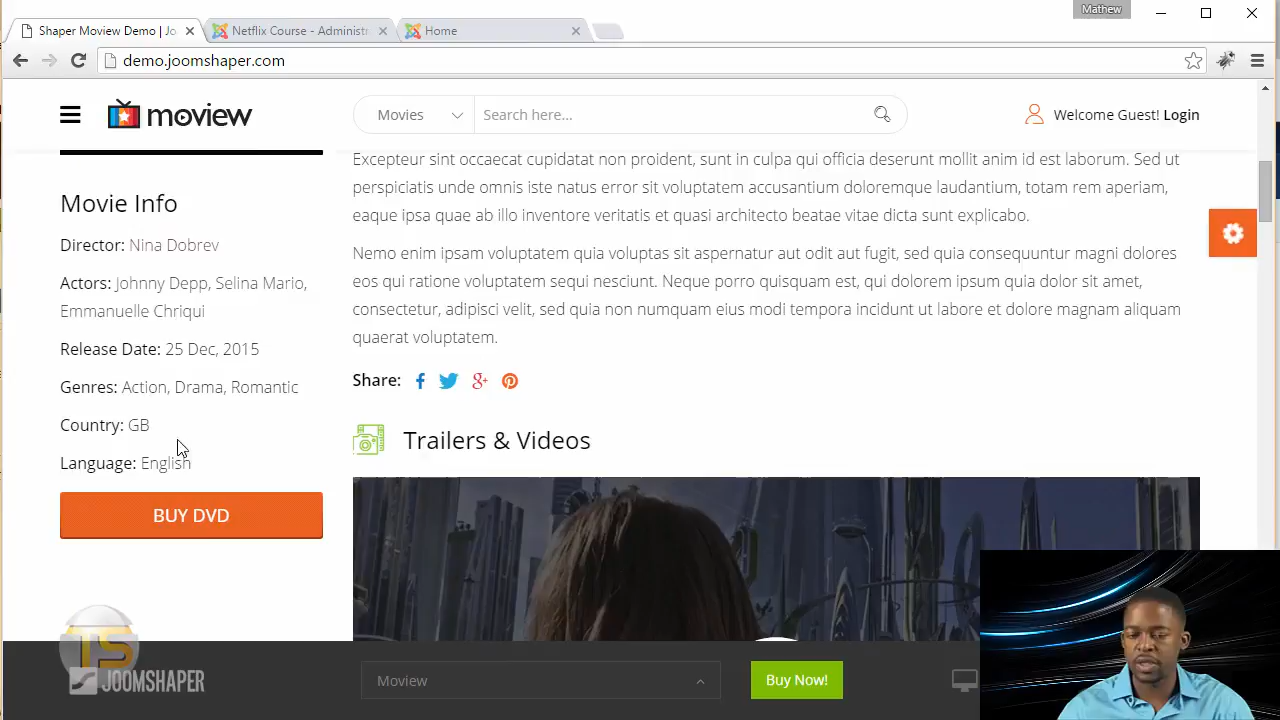 Mathew
Shaper Moview Demo | Jo
Netflix Course - Administr
Home
demo.joomshaper.com
moview
Movies
Search here...
Welcome Guest! Login
Movie Info
Director: Nina Dobrev
Actors: Johnny Depp, Selina Mario,
Emmanuelle Chriqui
Release Date: 25 Dec, 2015
Genres: Action, Drama, Romantic
Country: GB
Language: English
BUY DVD
Excepteur sint occaecat cupidatat non proident, sunt in culpa qui officia deserunt mollit anim id est laborum. Sed ut
perspiciatis unde omnis iste natus error sit voluptatem accusantium doloremque laudantium, totam rem aperiam,
eaque ipsa quae ab illo inventore veritatis et quasi architecto beatae vitae dicta sunt explicabo.
Nemo enim ipsam voluptatem quia voluptas sit aspernatur aut odit aut fugit, sed quia consequuntur magni dolores
eos qui ratione voluptatem sequi nesciunt. Neque porro quisquam est, qui dolorem ipsum quia dolor sit amet,
consectetur, adipisci velit, sed quia non numquam eius modi tempora incidunt ut labore et dolore magnam aliquam
quaerat voluptatem.
Share:
Trailers & Videos
TS
JOOMSHAPER
Moview
Buy Now!